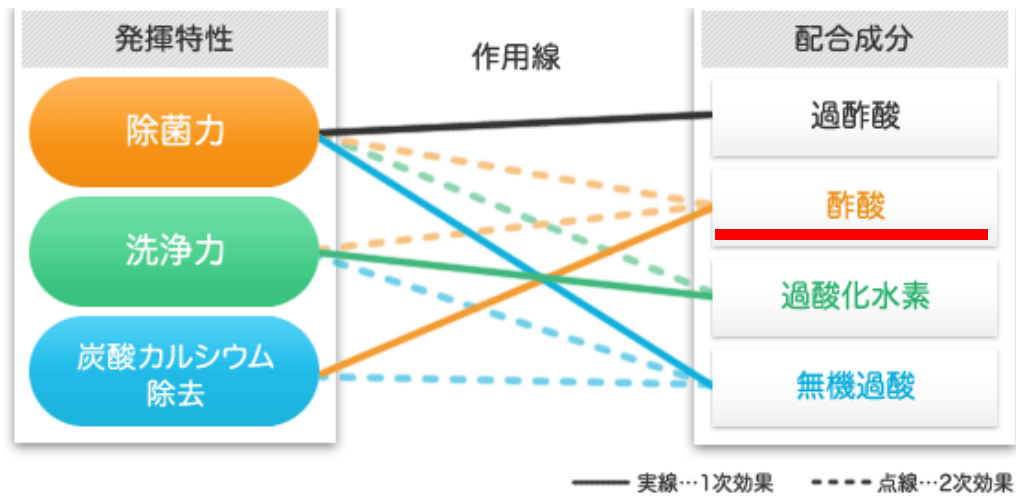 発揮特性
作用線
配合成分
除菌力
過酢酸
酢酸
洗浄力
過酸化水素
炭酸カルシウム
除去
無機過酸
実線…1次効果
点線…2次効果